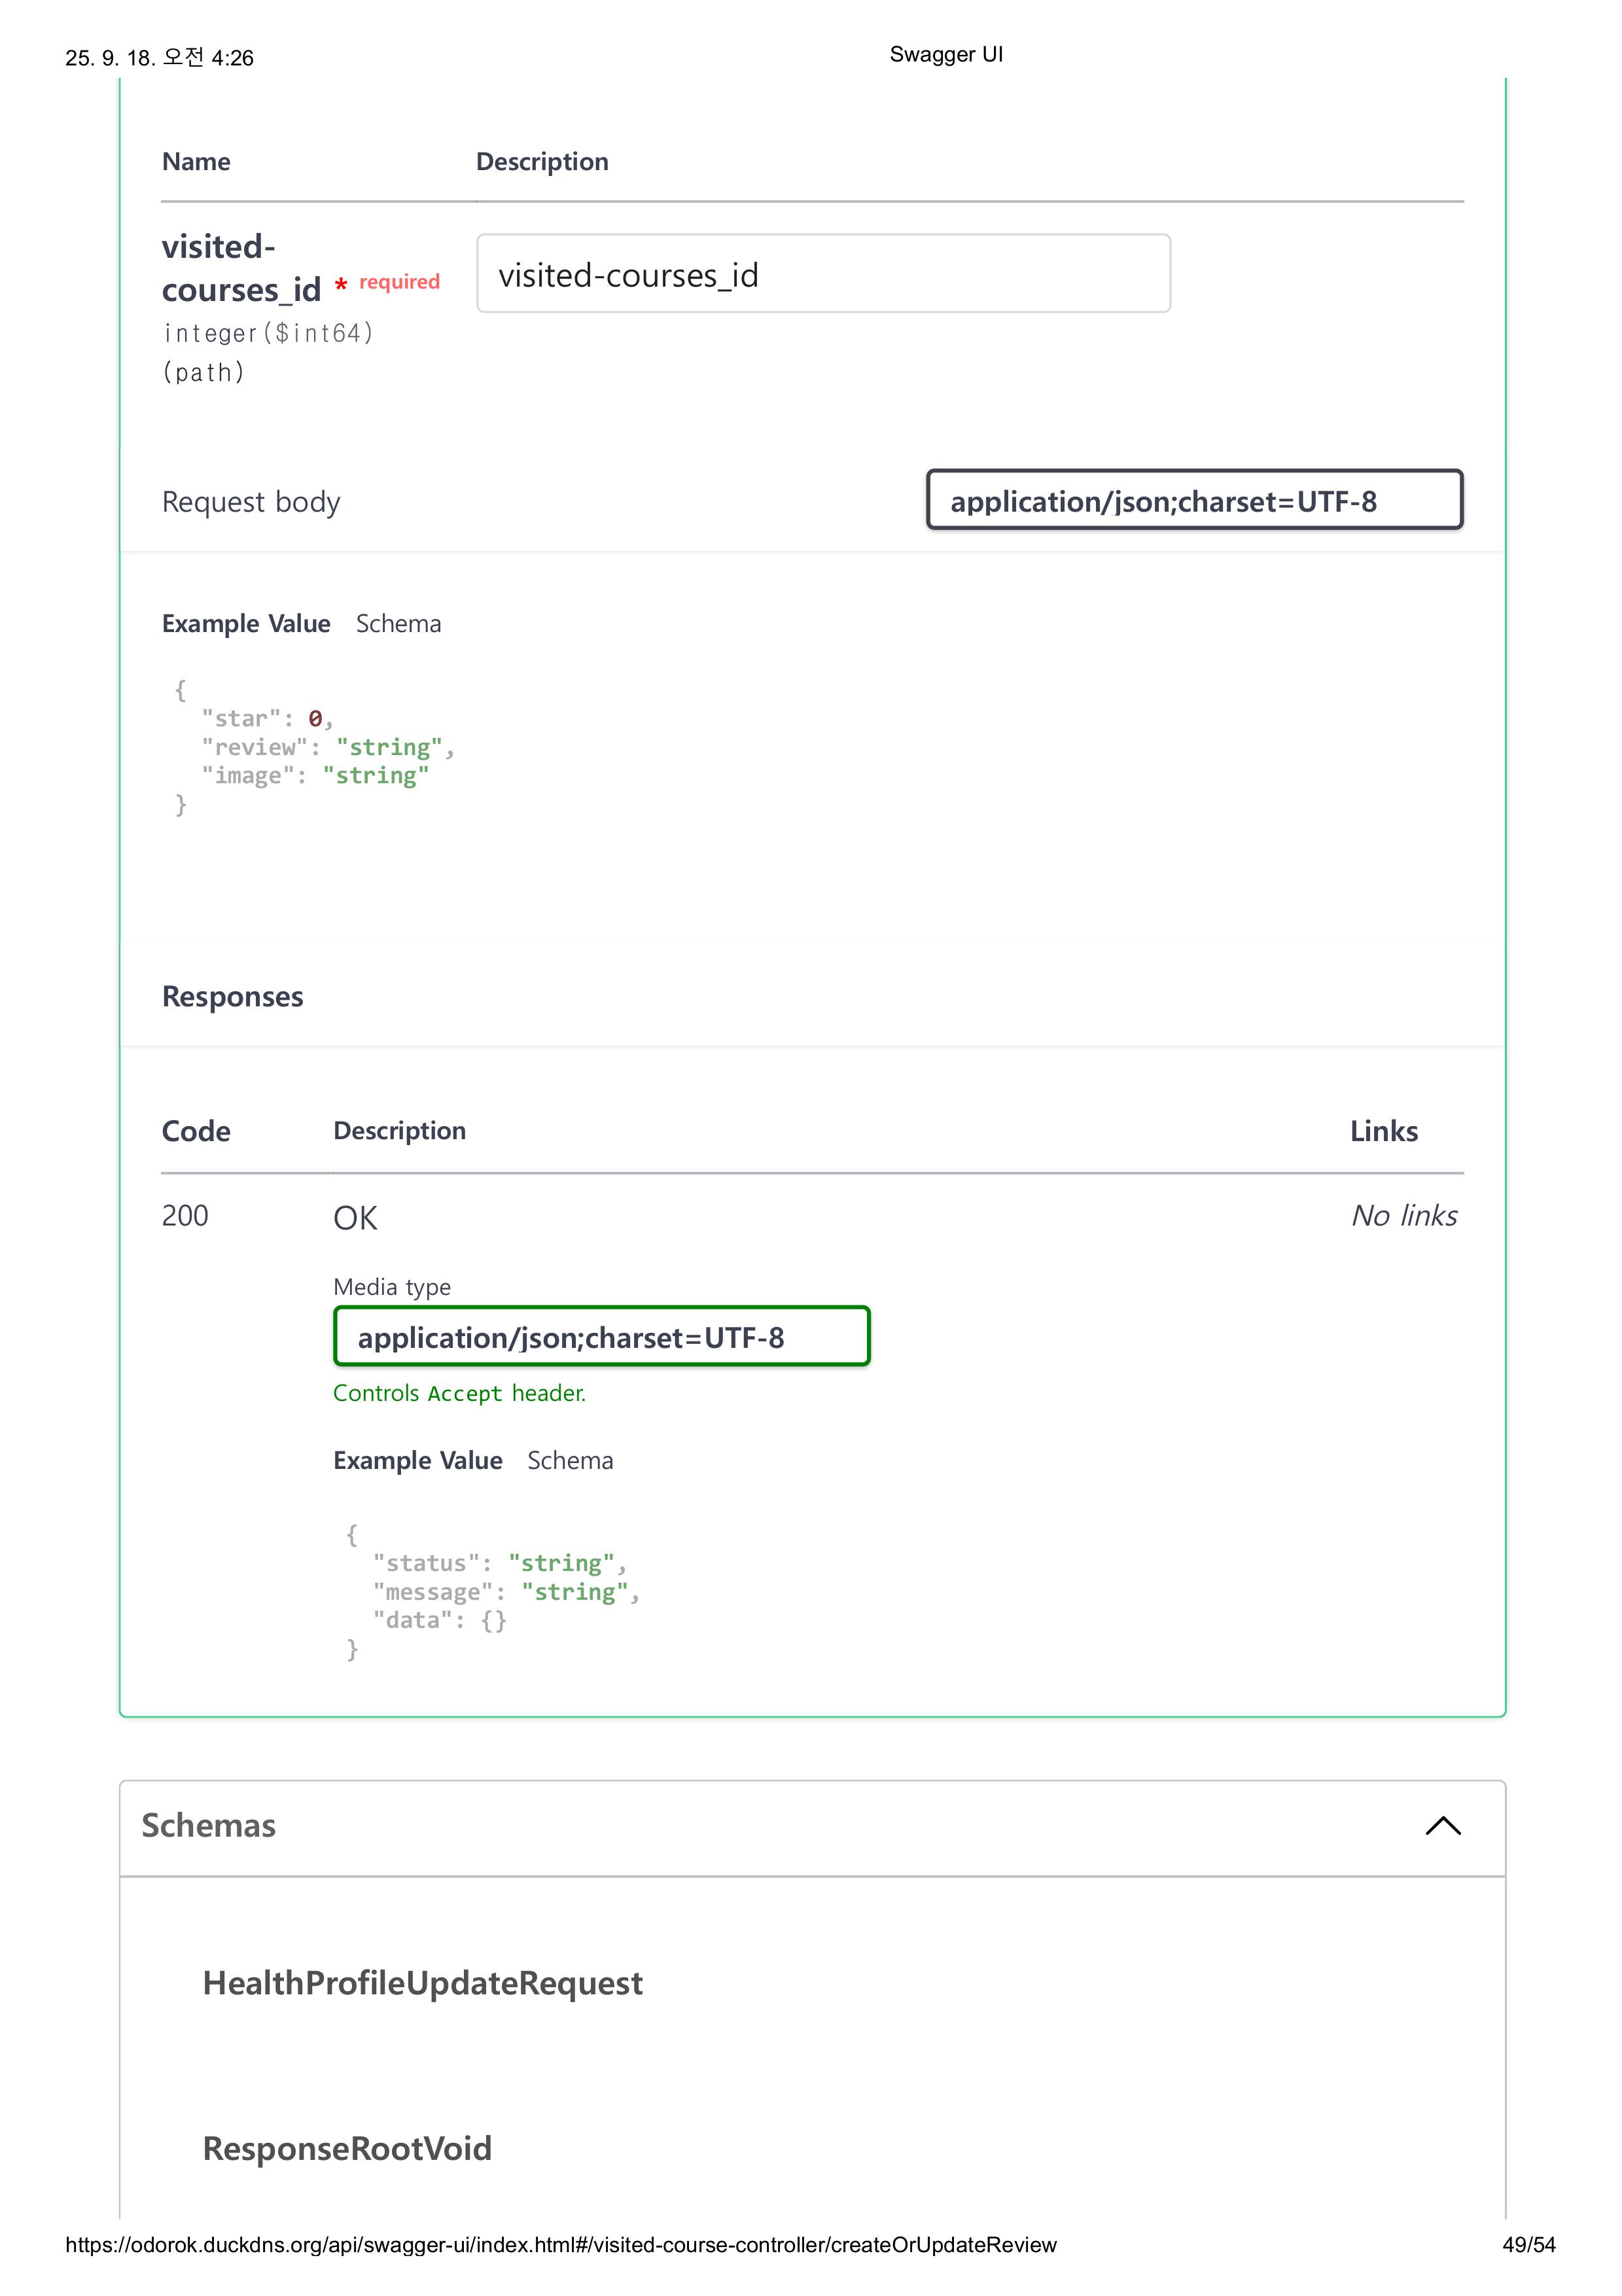 25. 9. 18. 오전 4:26 Swagger UI
Name Description
visited-
courses_id * required
integer($int64)
(path)
visited-courses_id
Request body application/json;charset=UTF-8
Example Value Schema
{
"star": 0,
"review": "string",
"image": "string"
}
Responses
Code Description Links
200 OK No links
Media type
application/json;charset=UTF-8
Controls Accept header.
Example Value Schema
{
"status": "string",
"message": "string",
"data": {}
}
Schemas
HealthProfileUpdateRequest
ResponseRootVoid
https://odorok.duckdns.org/api/swagger-ui/index.html#/visited-course-controller/createOrUpdateReview 49/54